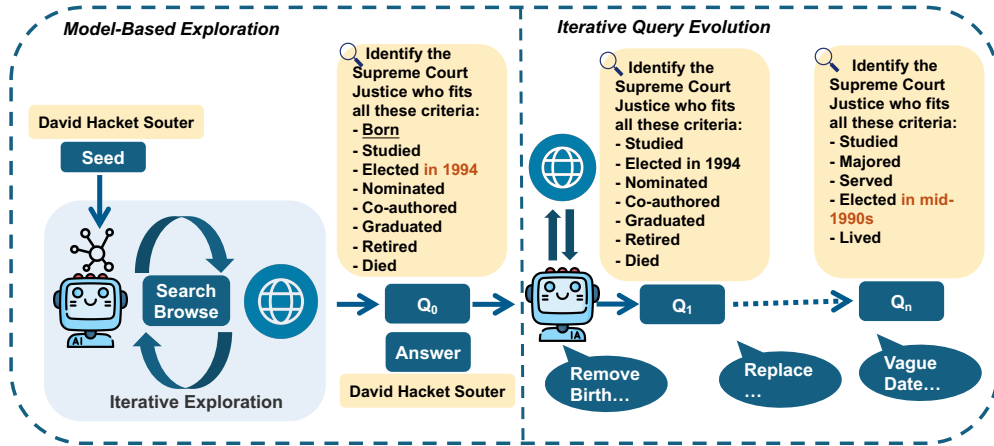 Model-Based Exploration
David Hacket Souter
Seed
AI
Search
Browse
Iterative Exploration
Identify the
Supreme Court
Justice who fits
all these criteria:
- Born
- Studied
- Elected in 1994
- Nominated
- Co-authored
- Graduated
- Retired
- Died
Q0
Answer
David Hacket Souter
Iterative Query Evolution
IA
Identify the
Supreme Court
Justice who fits
all these criteria:
- Studied
- Elected in 1994
- Nominated
- Co-authored
- Graduated
- Retired
- Died
Q1
Identify the
Supreme Court
Justice who fits
all these criteria:
- Studied
- Majored
- Served
- Elected in mid-
1990s
- Lived
Qn
Remove
Birth…
Replace
…
Vague
Date…